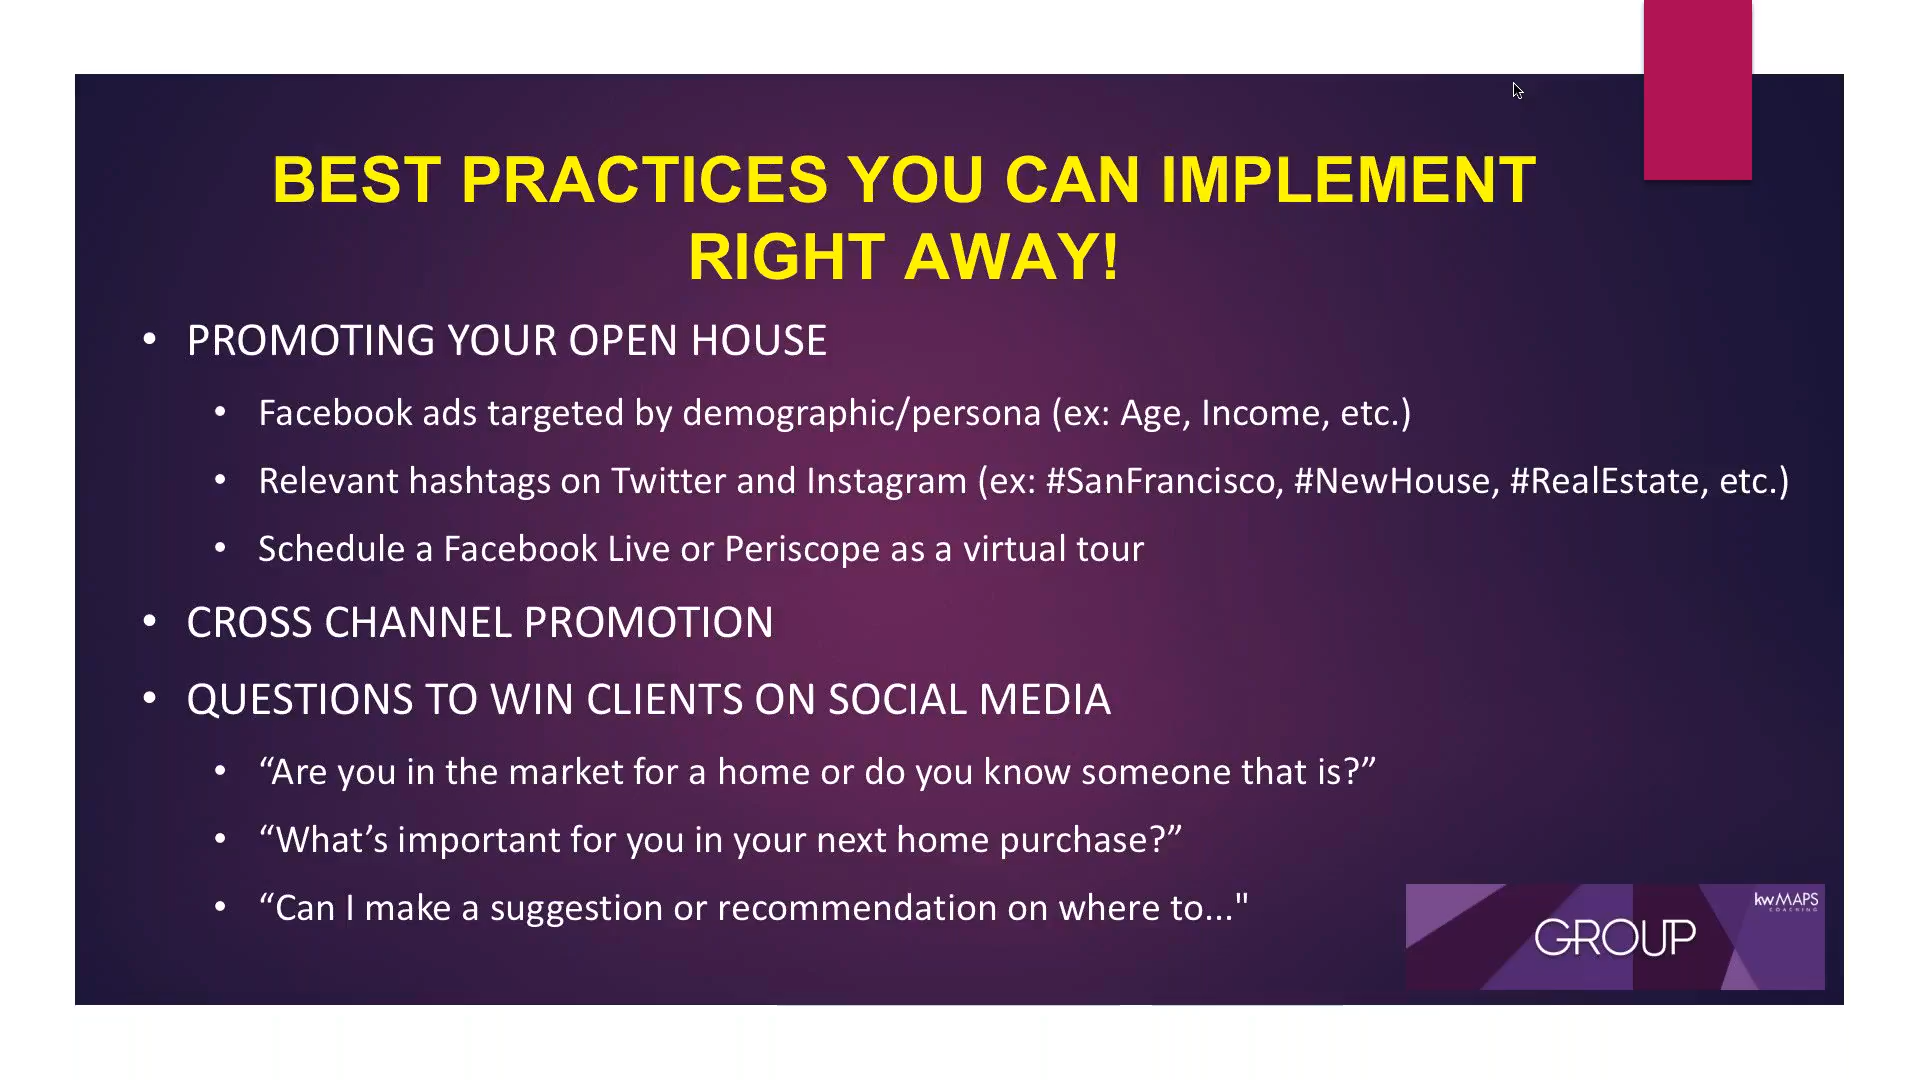 BEST PRACTICES YOU CAN IMPLEMENT
RIGHT AWAY!
• PROMOTING YOUR OPEN HOUSE
• Facebook ads targeted by demographic/persona (ex: Age, Income, etc.)
• Relevant hashtags on Twitter and Instagram (ex: #SanFrancisco, #NewHouse, #RealEstate, etc.)
• Schedule a Facebook Live or Periscope as a virtual tour
• CROSS CHANNEL PROMOTION
• QUESTIONS TO WIN CLIENTS ON SOCIAL MEDIA
• “Are you in the market for a home or do you know someone that is?”
• “What’s important for you in your next home purchase?”
• “Can I make a suggestion or recommendation on where to..."
kwMAPS
COACHING
GROUP